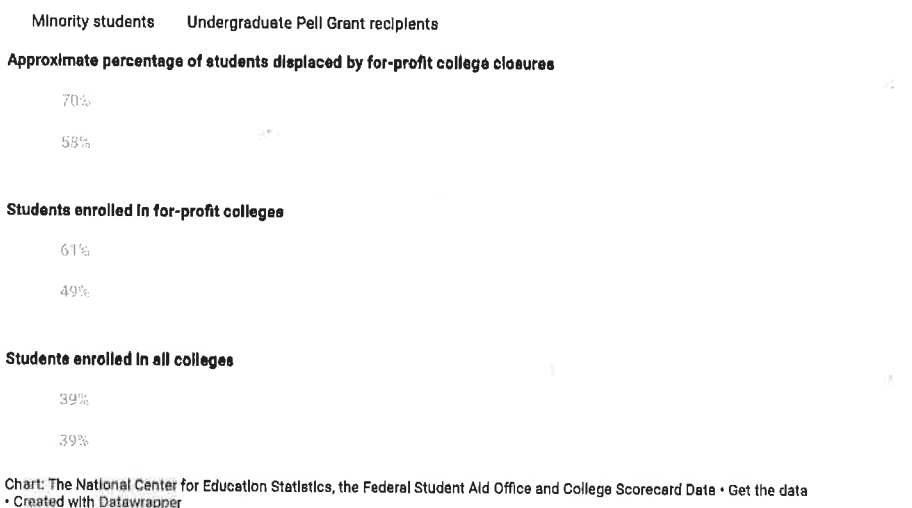 Minority students Undergraduate Pell Grant recipients
Approximate percentage of students displaced by for-profit college closures
70%
58%
Students enrolled in for-profit colleges
61%
49%
Students enrolled in all colleges
39%
39%
Chart: The National Center for Education Statistics, the Federal Student Aid Office and College Scorecard Data • Get the data
• Created with Datawrapper